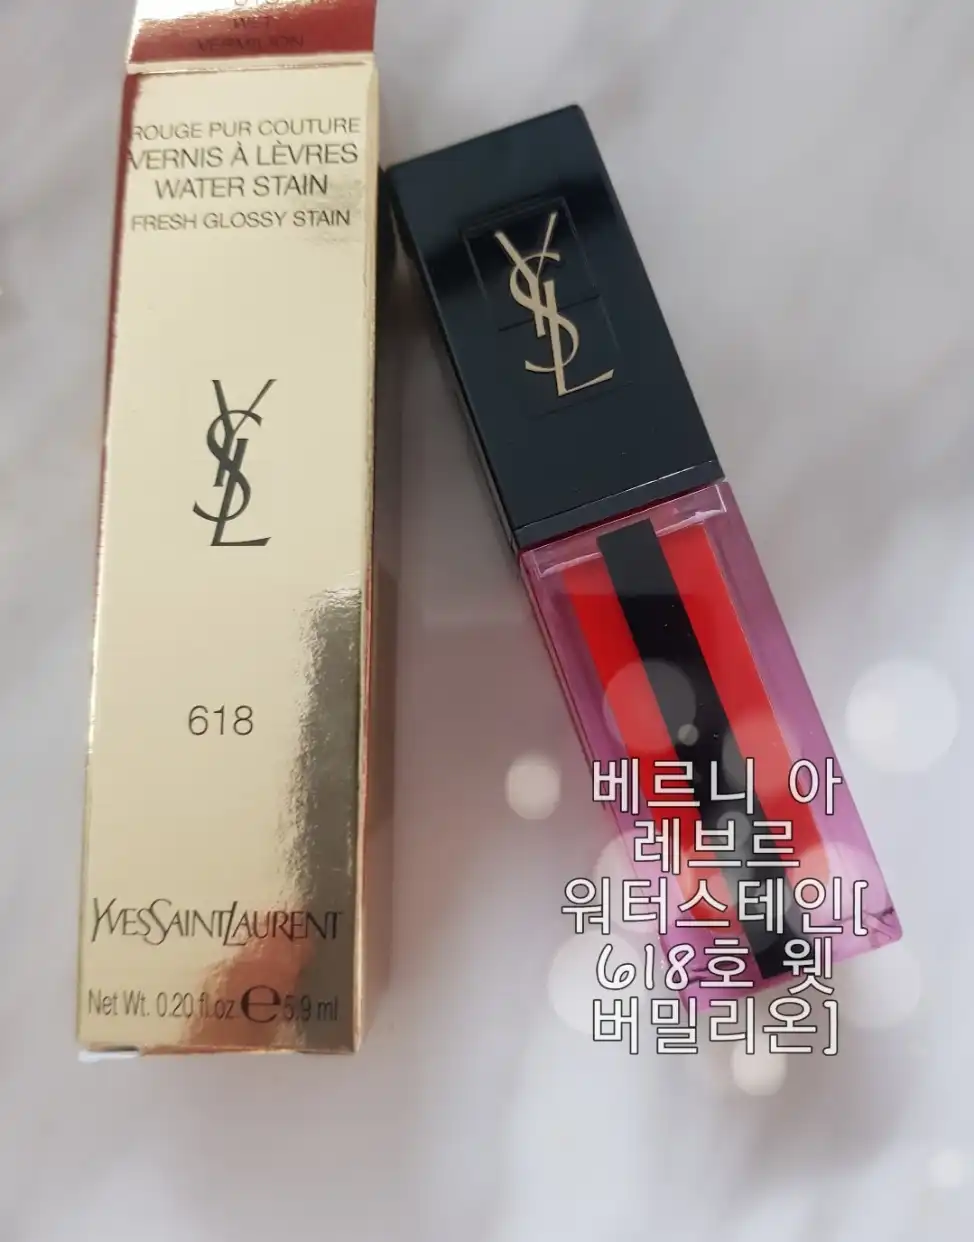 WET
VERMILION
ROUGE PUR COUTURE
VERNIS À LÈVRES
WATER STAIN
FRESH GLOSSY STAIN
YSL
618
YVESSAINTLAURENT
Net Wt. 0.20 fl.oz e 5.9 ml
YSL
베르니 아
레브르
워터스테인[
618호 웻
버밀리온]